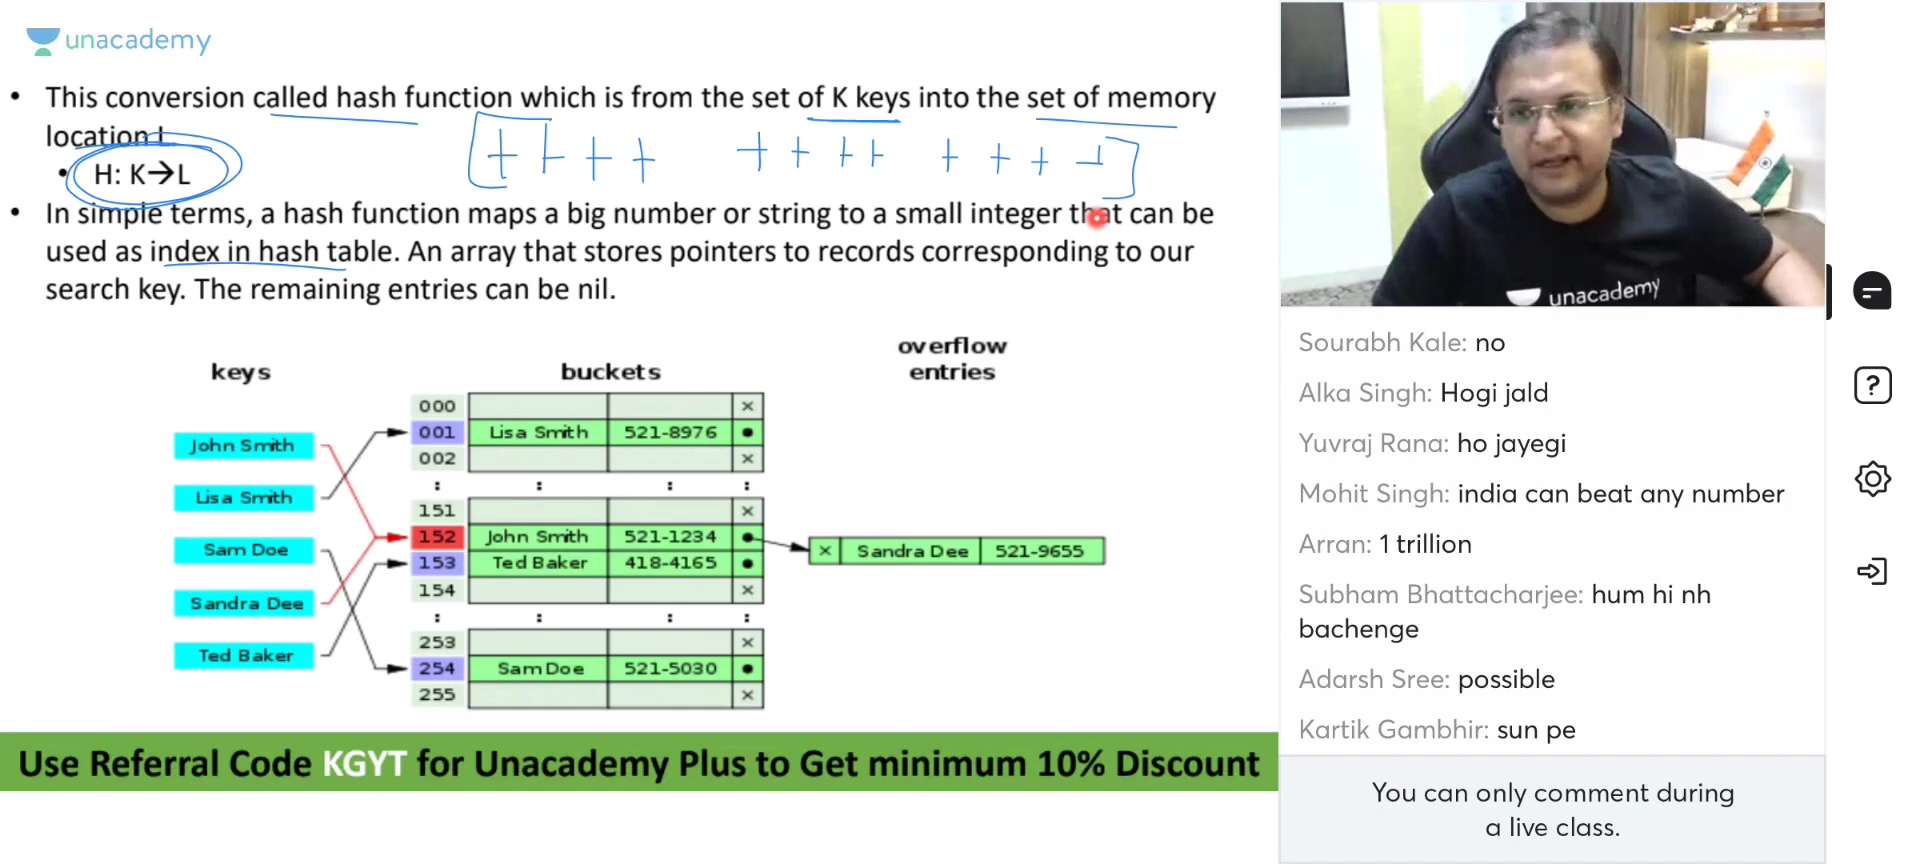 unacademy
• This conversion called hash function which is from the set of K keys into the set of memory
location L
• H: K→L
• In simple terms, a hash function maps a big number or string to a small integer that can be
used as index in hash table. An array that stores pointers to records corresponding to our
search key. The remaining entries can be nil.
keys
buckets
overflow
entries
John Smith
Lisa Smith
Sam Doe
Sandra Dee
Ted Baker
000 ×
001 Lisa Smith 521-8976 •
002 ×
: : : :
151 ×
152 John Smith 521-1234 •
153 Ted Baker 418-4165 •
154 ×
: : : :
253 ×
254 Sam Doe 521-5030 •
255 ×
× Sandra Dee 521-9655
Use Referral Code KGYT for Unacademy Plus to Get minimum 10% Discount
unacademy
Sourabh Kale: no
Alka Singh: Hogi jald
Yuvraj Rana: ho jayegi
Mohit Singh: india can beat any number
Arran: 1 trillion
Subham Bhattacharjee: hum hi nh
bachenge
Adarsh Sree: possible
Kartik Gambhir: sun pe
You can only comment during
a live class.
?